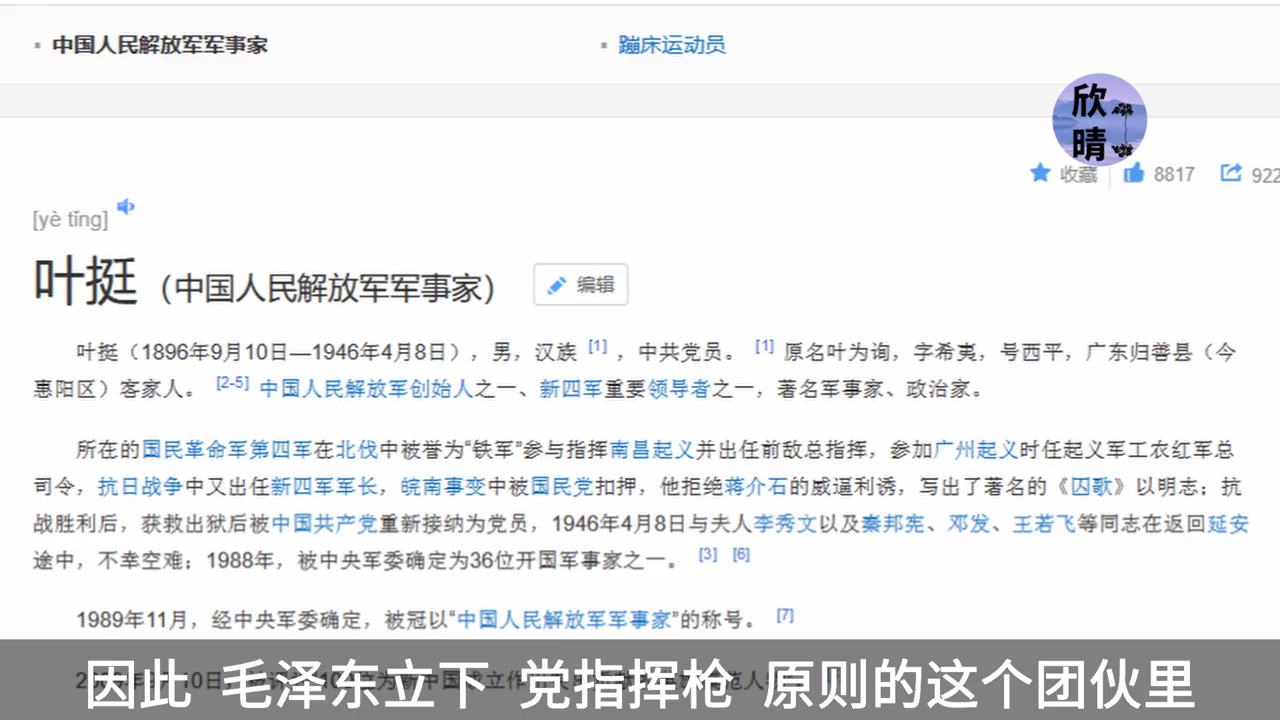 ▪ 中国人民解放军军事家 ▪ 蹦床运动员
欣晴
收藏 8817 922
[yè tǐng]
叶挺（中国人民解放军军事家） 编辑
叶挺（1896年9月10日—1946年4月8日），男，汉族 [1] ，中共党员。 [1] 原名叶为询，字希夷，号西平，广东归善县（今
惠阳区）客家人。 [2-5] 中国人民解放军创始人之一、新四军重要领导者之一，著名军事家、政治家。
所在的国民革命军第四军在北伐中被誉为“铁军”参与指挥南昌起义并出任前敌总指挥，参加广州起义时任起义军工农红军总
司令，抗日战争中又出任新四军军长，皖南事变中被国民党扣押，他拒绝蒋介石的威逼利诱，写出了著名的《囚歌》以明志；抗
战胜利后，获救出狱后被中国共产党重新接纳为党员，1946年4月8日与夫人李秀文以及秦邦宪、邓发、王若飞等同志在返回延安
途中，不幸空难；1988年，被中央军委确定为36位开国军事家之一。 [3] [6]
1989年11月，经中央军委确定，被冠以“中国人民解放军军事家”的称号。 [7]
因此 毛泽东立下 党指挥枪 原则的这个团伙里